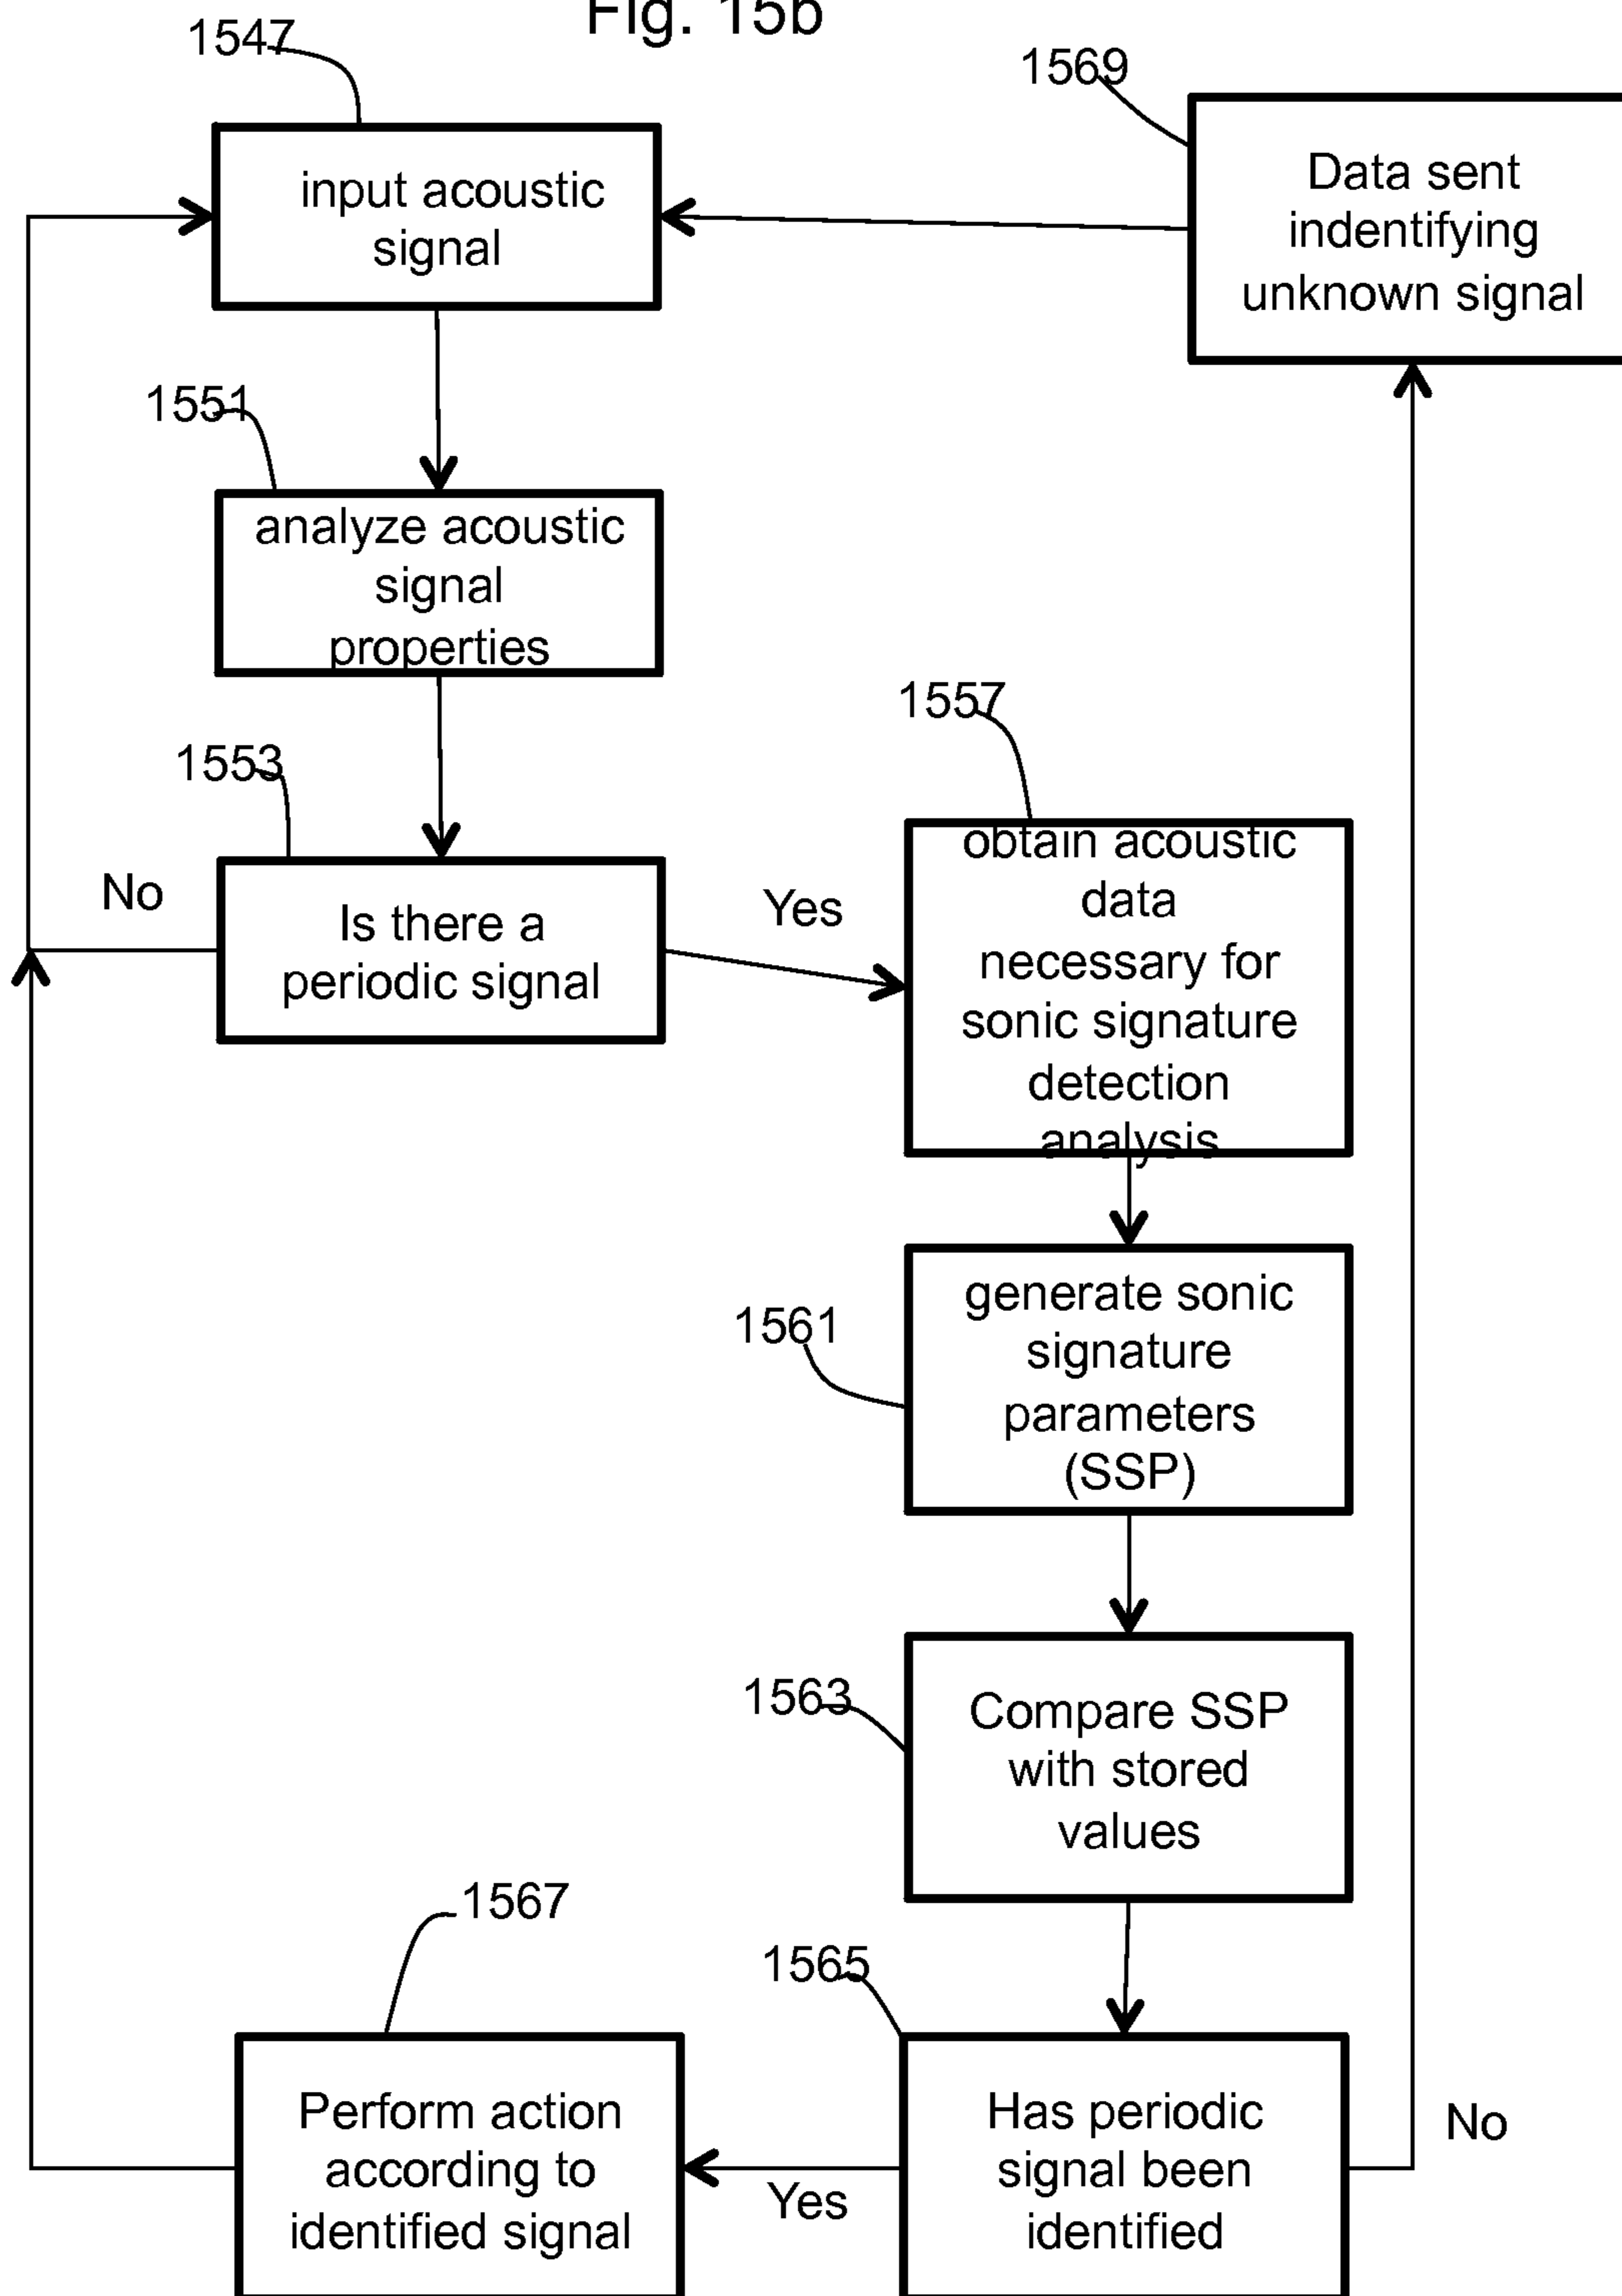 Fig. 15b
1547
1569
input acoustic
signal
Data sent
indentifying
unknown signal
1551
analyze acoustic
signal
properties
1553
No
Is there a
periodic signal
Yes
1557
obtain acoustic
data
necessary for
sonic signature
detection
analysis
1561
generate sonic
signature
parameters
(SSP)
1563
Compare SSP
with stored
values
1567
1565
Perform action
according to
identified signal
Yes
Has periodic
signal been
identified
No